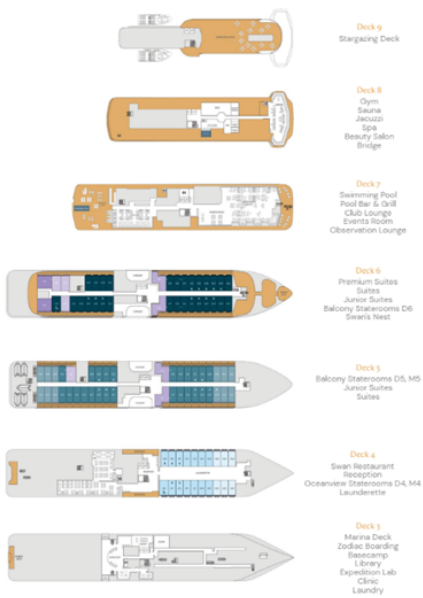 Deck 9
Stargazing Deck
Deck 8
Gym
Sauna
Jacuzzi
Spa
Beauty Salon
Bridge
Deck 7
Swimming Pool
Pool Bar & Grill
Club Lounge
Events Room
Observation Lounge
Deck 6
Premium Suites
Suites
Junior Suites
Balcony Staterooms D6
Swan's Nest
Deck 5
Balcony Staterooms D5, M5
Junior Suites
Suites
Deck 4
Swan Restaurant
Reception
Oceanview Staterooms D4, M4
Launderette
Deck 3
Marina Deck
Zodiac Boarding
Basecamp
Library
Expedition Lab
Clinic
Laundry